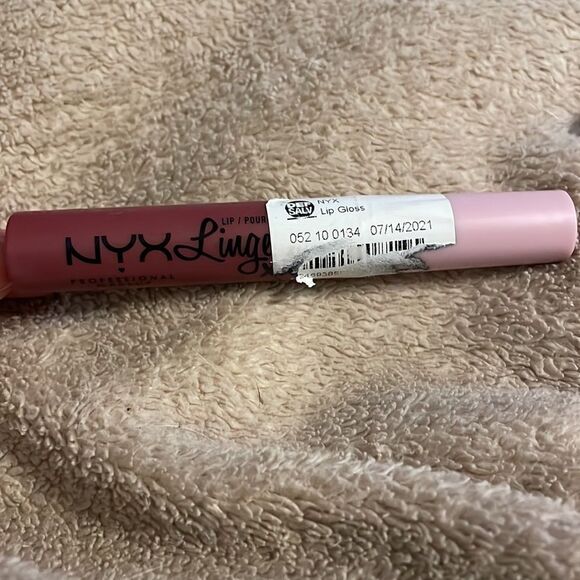 LIP / POUR
NYX Linge
PROFESSIONAL
NYX
Lip Gloss
052 10 0134 07/14/2021